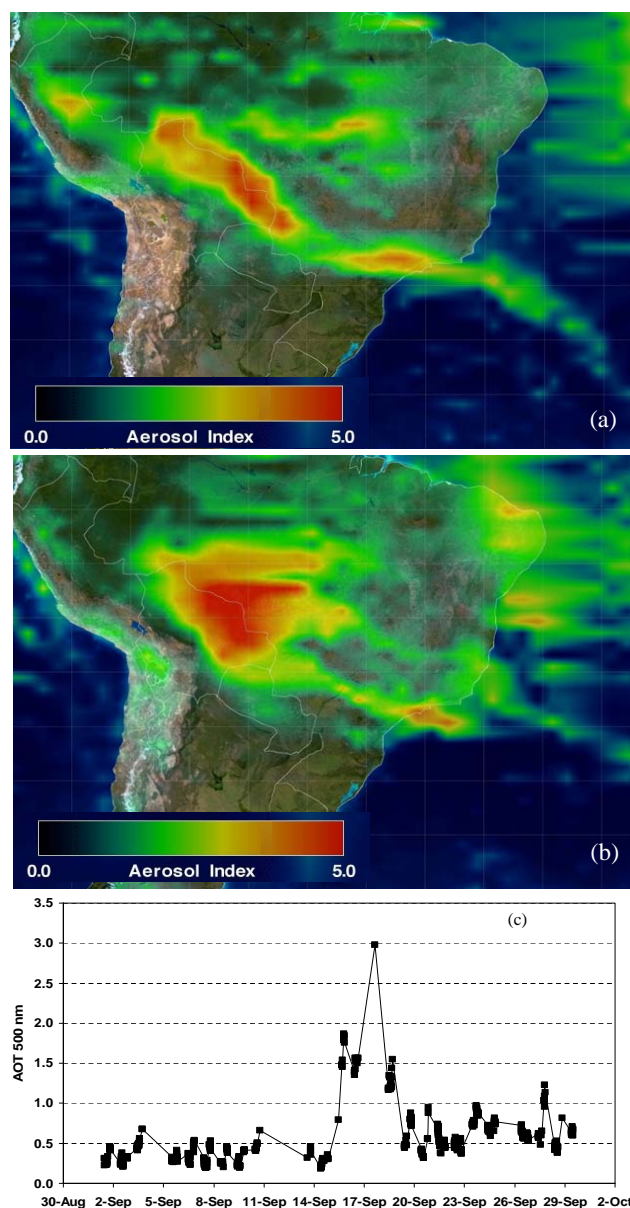 (a)
0.0 Aerosol Index 5.0
(b)
0.0 Aerosol Index 5.0
(c)
3.5
3.0
2.5
2.0
1.5
1.0
0.5
0.0
AOT 500 nm
30-Aug 2-Sep 5-Sep 8-Sep 11-Sep 14-Sep 17-Sep 20-Sep 23-Sep 26-Sep 29-Sep 2-Oct